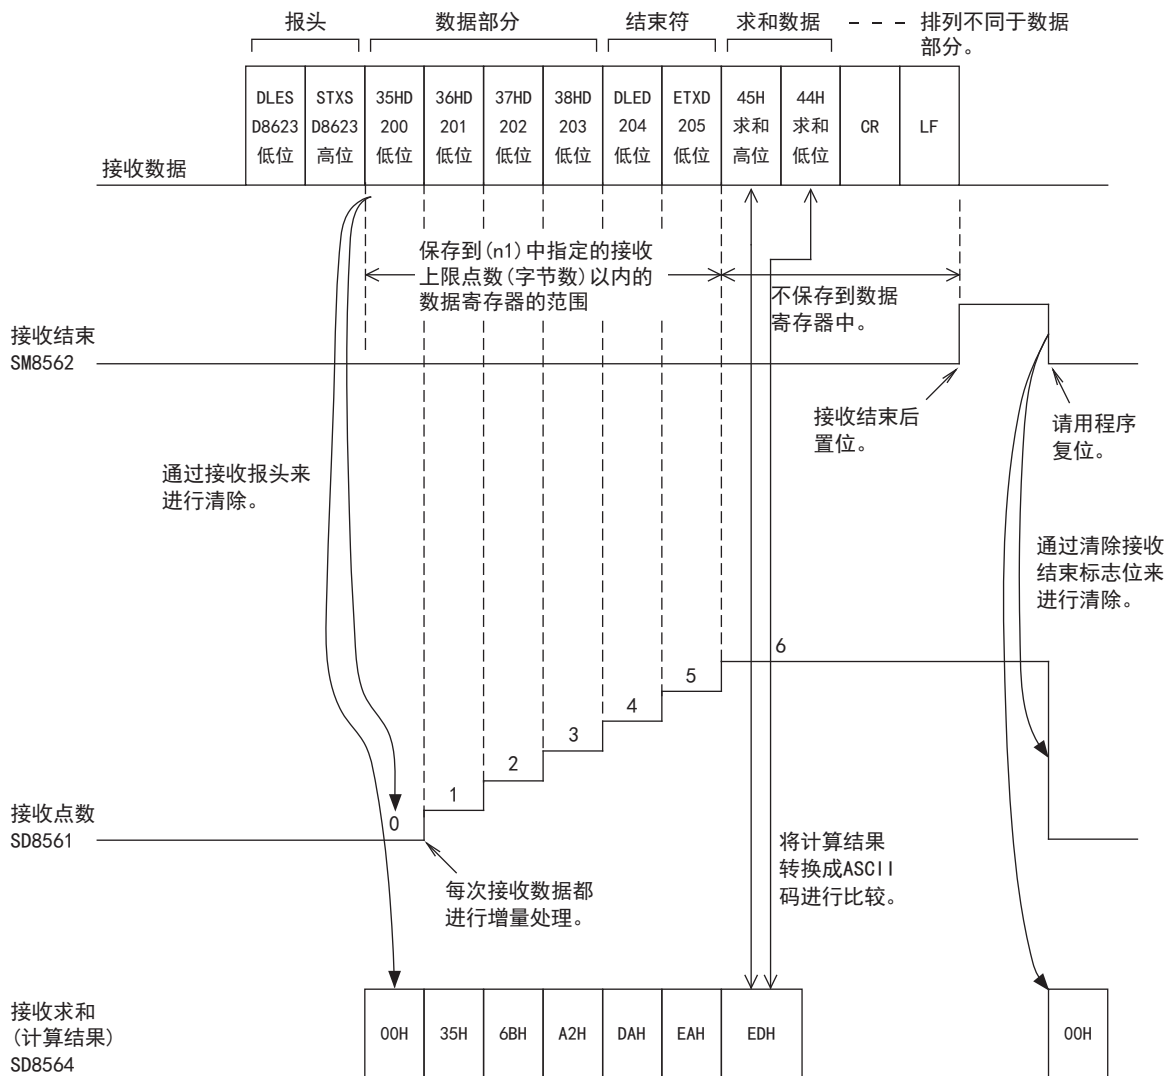 报头 数据部分 结束符 求和数据 排列不同于数据
部分。
DLES STXS 35HD 36HD 37HD 38HD DLED ETXD 45H 44H
D8623 D8623 200 201 202 203 204 205 求和 求和 CR LF
低位 高位 低位 低位 低位 低位 低位 低位 高位 低位
接收数据
保存到(n1)中指定的接收
上限点数(字节数)以内的
数据寄存器的范围
不保存到数据
寄存器中。
接收结束
SM8562
接收结束后
置位。
请用程序
复位。
通过接收报头来
进行清除。
通过清除接收
结束标志位来
进行清除。
6
5
4
3
2
1
0
接收点数
SD8561
每次接收数据都
进行增量处理。
将计算结果
转换成ASCII
码进行比较。
接收求和
(计算结果)
SD8564
00H 35H 6BH A2H DAH EAH EDH 00H